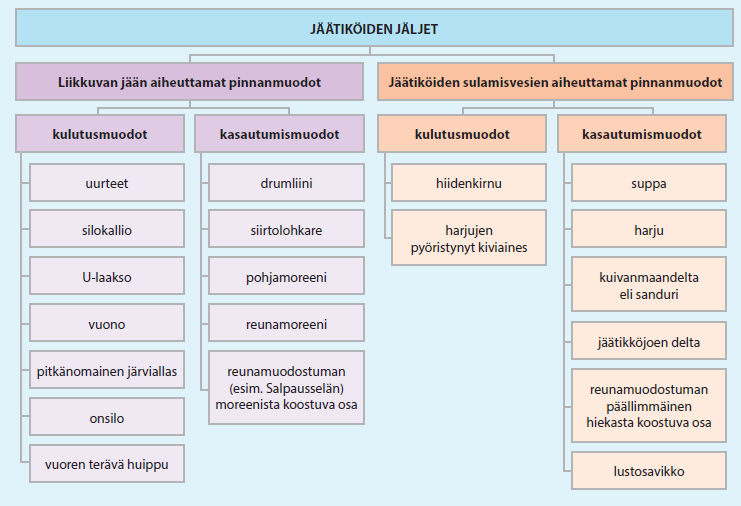 JÄÄTIKÖIDEN JÄLJET
Liikkuvan jään aiheuttamat pinnanmuodot
Jäätiköiden sulamisvesien aiheuttamat pinnanmuodot
kulutusmuodot
kasautumismuodot
kulutusmuodot
kasautumismuodot
uurteet
silokallio
U-laakso
vuono
pitkänomainen järviallas
onsilo
vuoren terävä huippu
drumliini
siirtolohkare
pohjamoreeni
reunamoreeni
reunamuodostuman
(esim. Salpausselän)
moreenista koostuva osa
hiidenkirnu
harjujen
pyöristynyt kiviaines
suppa
harju
kuivanmaandelta
eli sanduri
jäätikköjoen delta
reunamuodostuman
päällimmäinen
hiekasta koostuva osa
lustosavikko